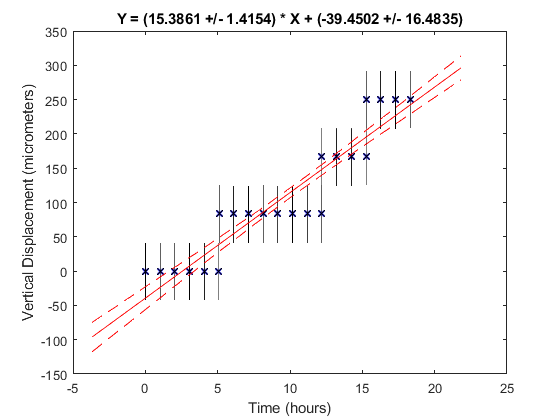 Y = (15.3861 +/- 1.4154) * X + (-39.4502 +/- 16.4835)
350
300
250
200
150
100
50
0
-50
-100
-150
Vertical Displacement (micrometers)
-5 0 5 10 15 20 25
Time (hours)